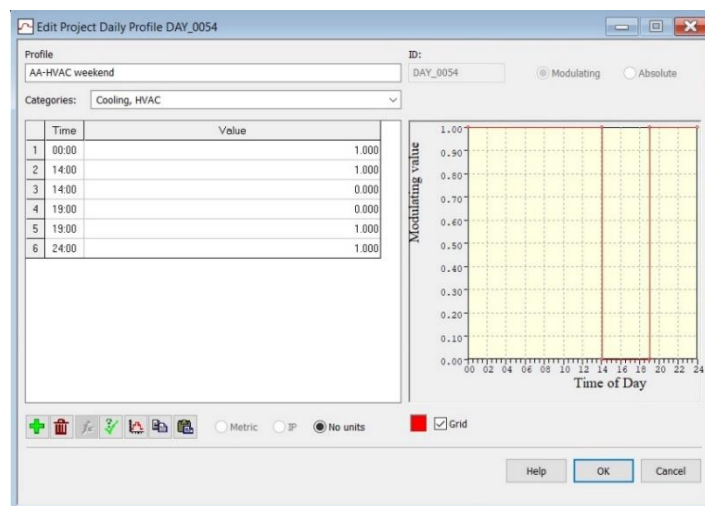 Edit Project Daily Profile DAY_0054
Profile
ID:
AA-HVAC weekend
DAY_0054
Modulating
Absolute
Categories:
Cooling, HVAC
Time
Value
1 00:00 1.000
2 14:00 1.000
3 14:00 0.000
4 19:00 0.000
5 19:00 1.000
6 24:00 1.000
Modulating value
1.00
0.90
0.80
0.70
0.60
0.50
0.40
0.30
0.20
0.10
0.00
00 02 04 06 08 10 12 14 16 18 20 22 24
Time of Day
Metric
IP
No units
Grid
Help
OK
Cancel